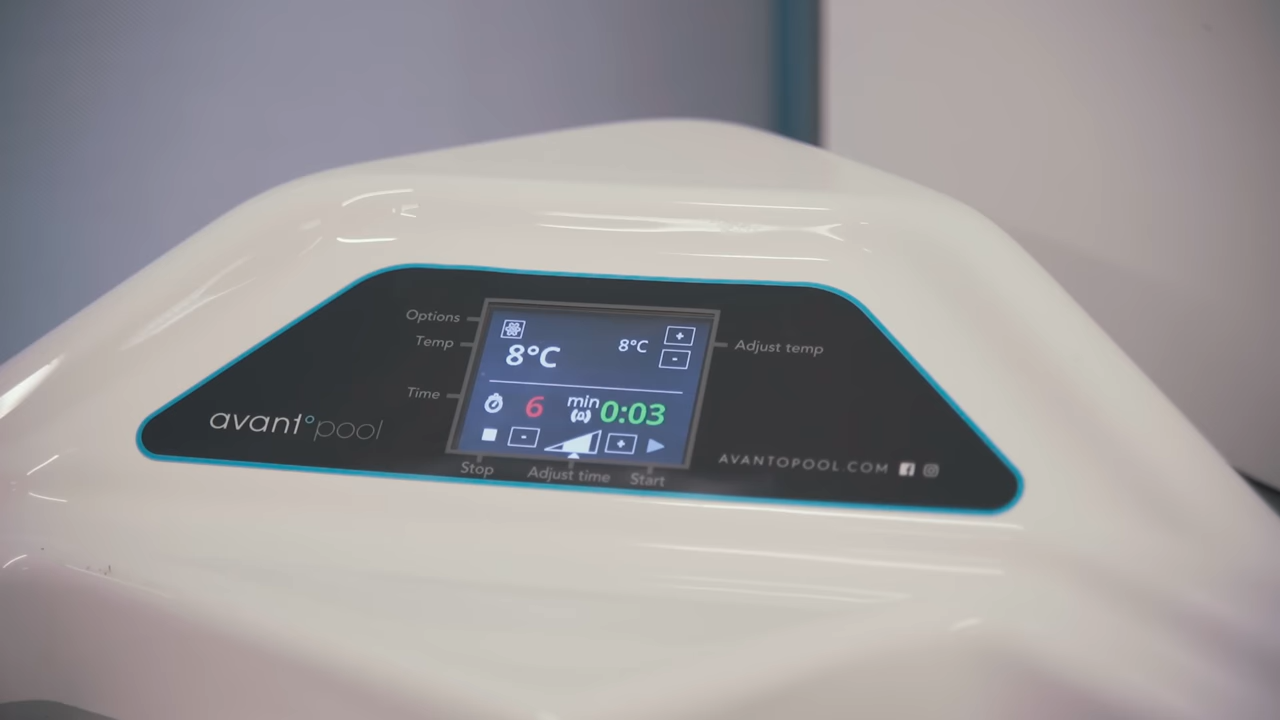 Options
Temp
8°C
8°C
+
-
Adjust temp
Time
6 min 0:03
- +
avant°pool
Stop
Adjust time
Start
AVANTOPOOL.COM